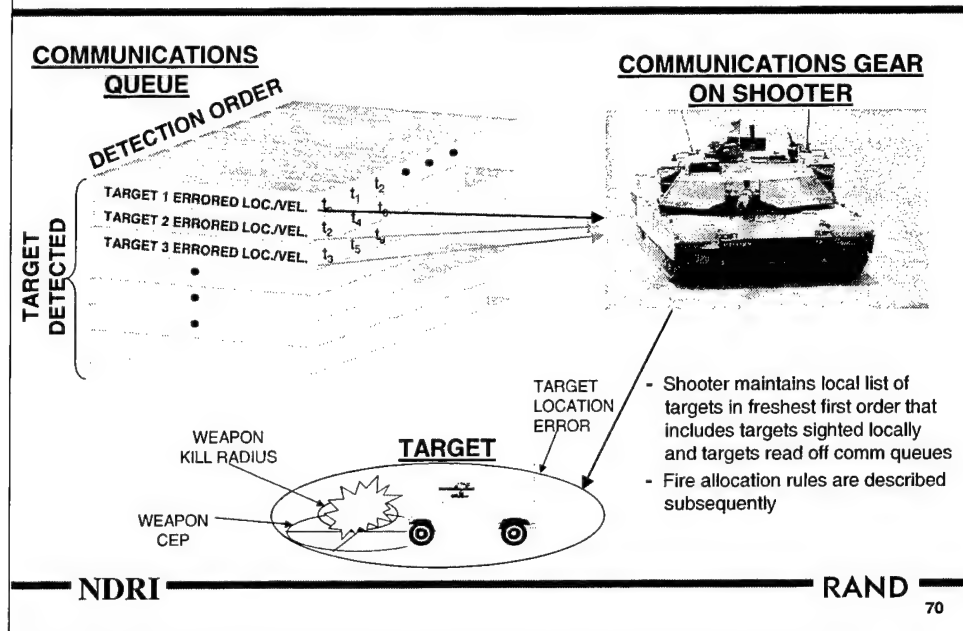 COMMUNICATIONS
QUEUE
DETECTION ORDER
TARGET
DETECTED
TARGET 1 ERRORED LOC./VEL.
t₁
t₂
TARGET 2 ERRORED LOC./VEL.
t₂
t₄
TARGET 3 ERRORED LOC./VEL.
t₃
t₅
COMMUNICATIONS GEAR
ON SHOOTER
TARGET
LOCATION
ERROR
WEAPON
KILL RADIUS
TARGET
WEAPON
CEP
- Shooter maintains local list of
targets in freshest first order that
includes targets sighted locally
and targets read off comm queues
- Fire allocation rules are described
subsequently
NDRI
RAND
70